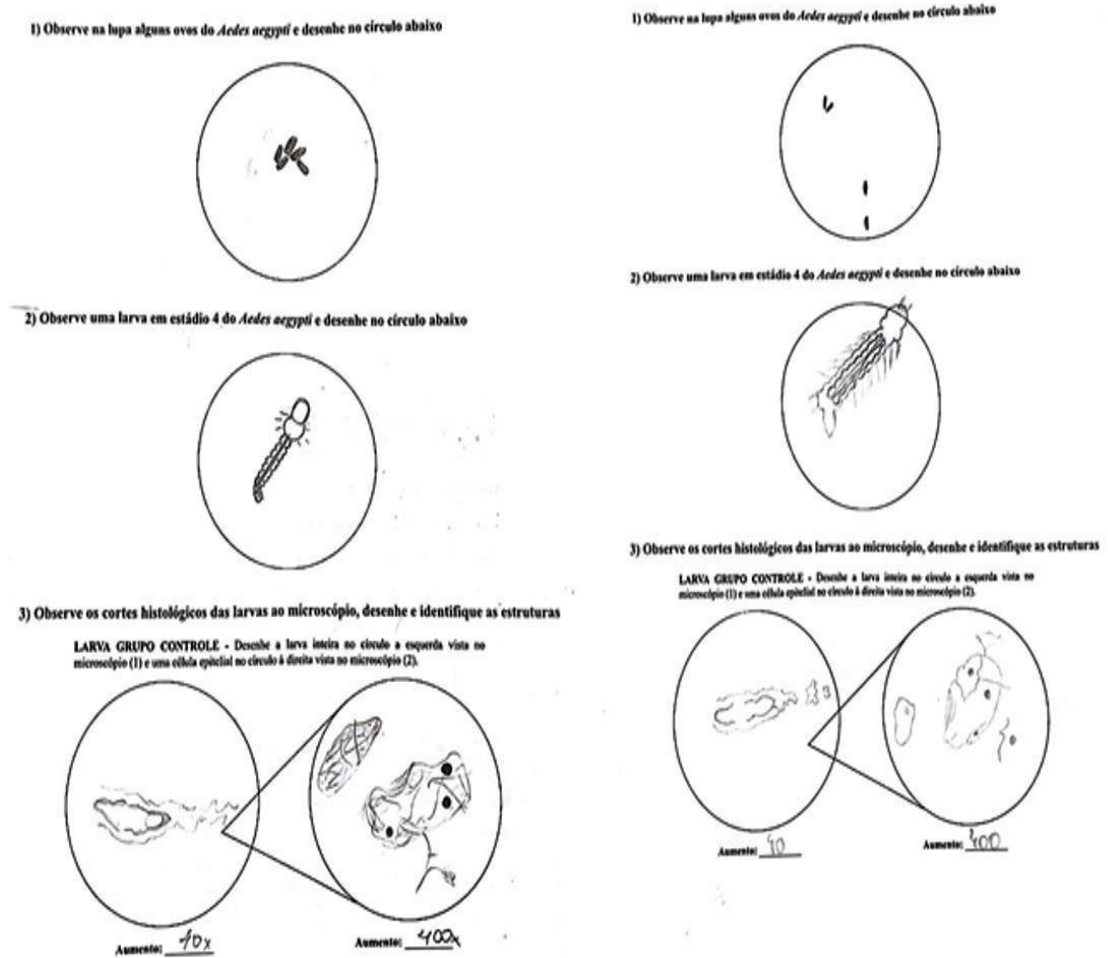 1) Observe na lupa alguns ovos do Aedes aegypti e desenhe no círculo abaixo
2) Observe uma larva em estádio 4 do Aedes aegypti e desenhe no círculo abaixo
3) Observe os cortes histológicos das larvas ao microscópio, desenhe e identifique as estruturas
LARVA GRUPO CONTROLE - Desenhe a larva inteira no círculo a esquerda vista no
microscópio (1) e uma célula epitelial no círculo à direita vista no microscópio (2).
Aumento: 40x
Aumento: 400x
1) Observe na lupa alguns ovos do Aedes aegypti e desenhe no círculo abaixo
2) Observe uma larva em estádio 4 do Aedes aegypti e desenhe no círculo abaixo
3) Observe os cortes histológicos das larvas ao microscópio, desenhe e identifique as estruturas
LARVA GRUPO CONTROLE - Desenhe a larva inteira no círculo a esquerda vista no
microscópio (1) e uma célula epitelial no círculo à direita vista no microscópio (2).
Aumento: 40
Aumento: 400